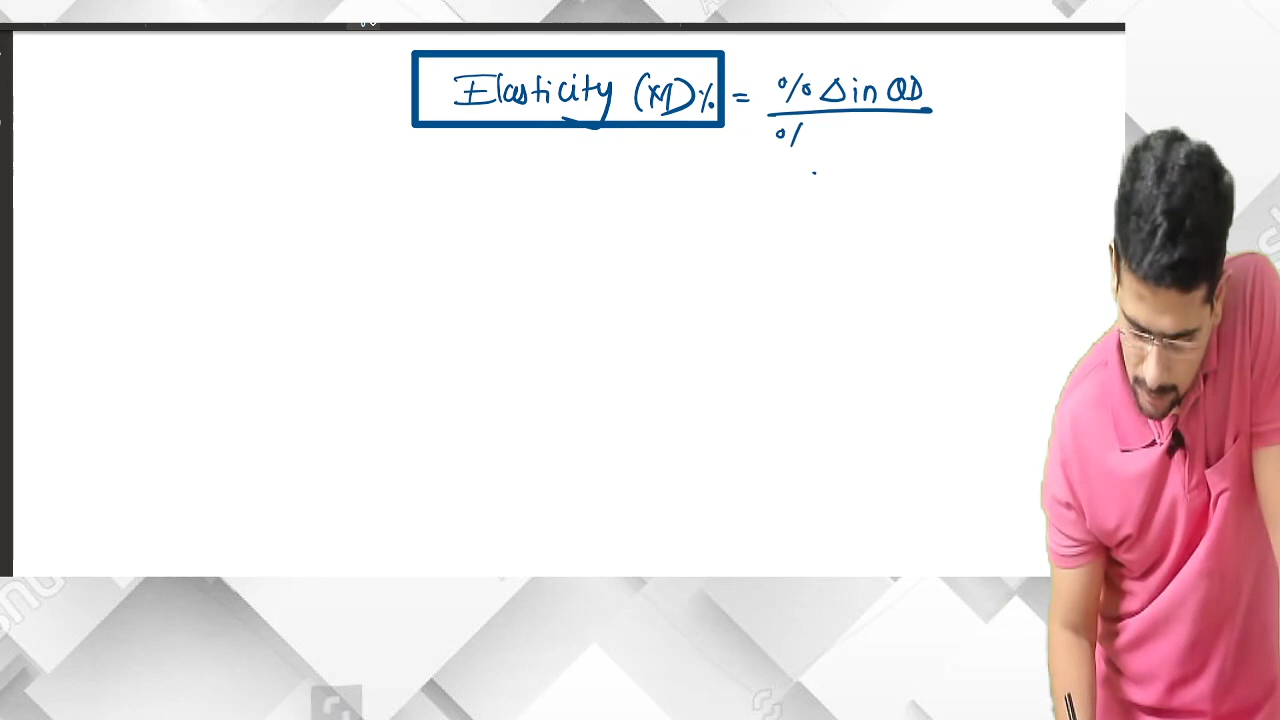 Elasticity (XD)% = %Δ in QD
%